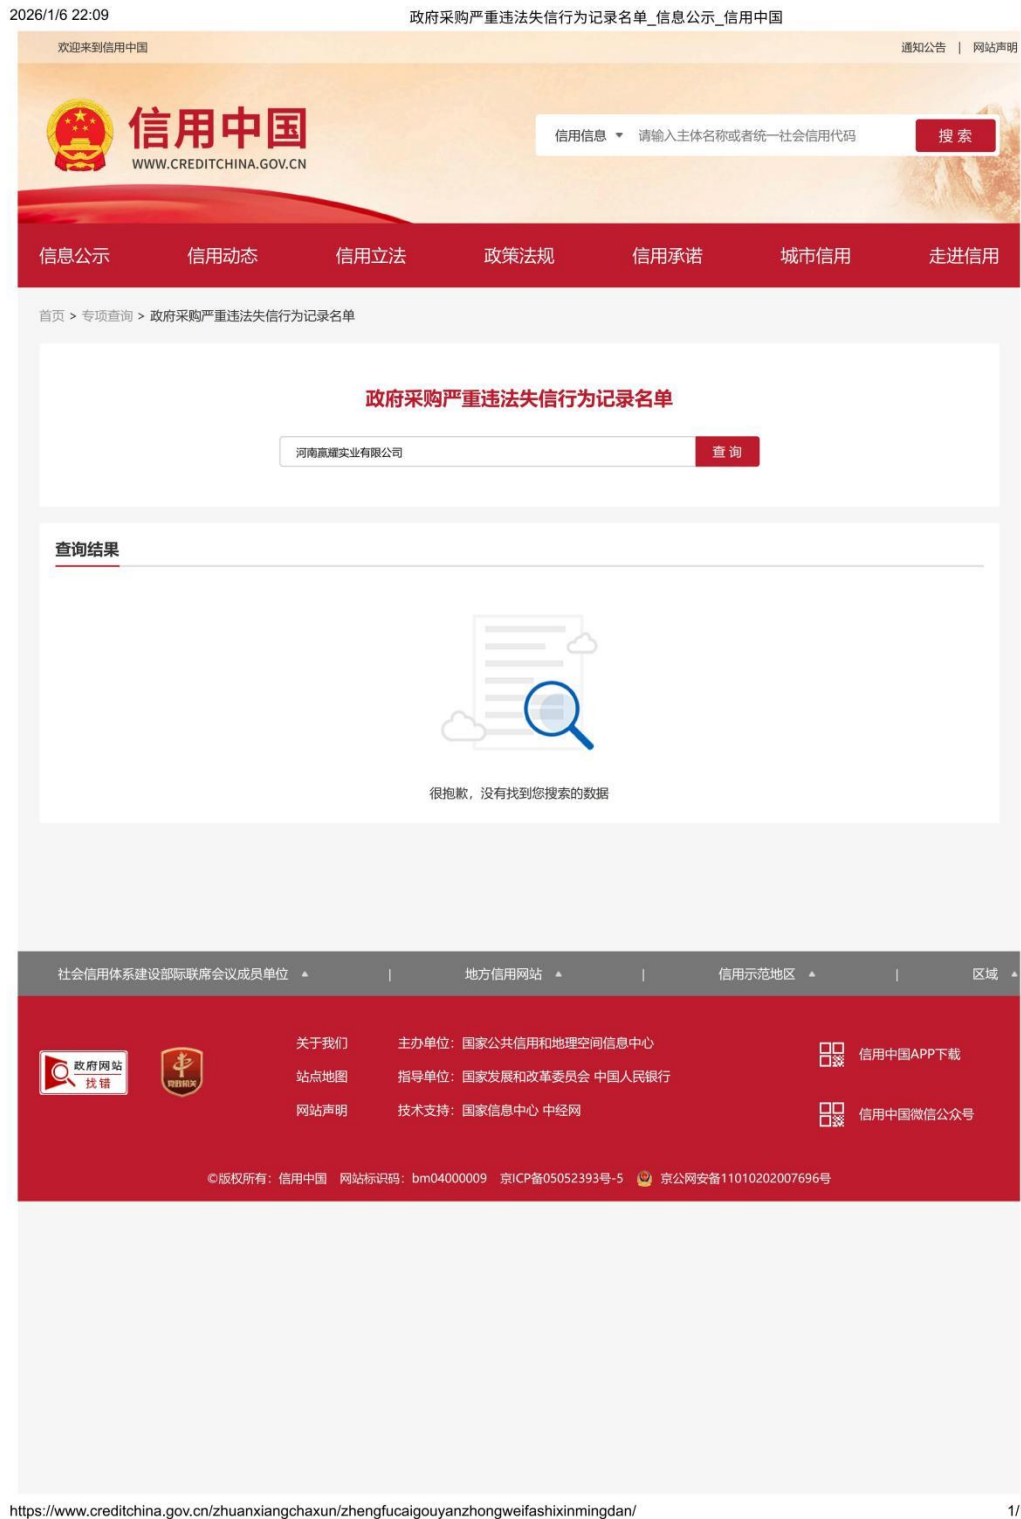 2026/1/6 22:09
政府采购严重违法失信行为记录名单_信息公示_信用中国
欢迎来到信用中国
通知公告 | 网站声明
信用中国
WWW.CREDITCHINA.GOV.CN
信用信息 请输入主体名称或者统一社会信用代码 搜索
信息公示 信用动态 信用立法 政策法规 信用承诺 城市信用 走进信用
首页 > 专项查询 > 政府采购严重违法失信行为记录名单
政府采购严重违法失信行为记录名单
河南赢耀实业有限公司 查询
查询结果
很抱歉，没有找到您搜索的数据
社会信用体系建设部际联席会议成员单位 | 地方信用网站 | 信用示范地区 | 区域
政府网站
找错
党政机关
关于我们 主办单位：国家公共信用和地理空间信息中心
站点地图 指导单位：国家发展和改革委员会 中国人民银行
网站声明 技术支持：国家信息中心 中经网
信用中国APP下载
信用中国微信公众号
©版权所有：信用中国 网站标识码：bm04000009 京ICP备05052393号-5 京公网安备11010202007696号
https://www.creditchina.gov.cn/zhuanxiangchaxun/zhengfucaigouyanzhongweifashixinmingdan/
1/